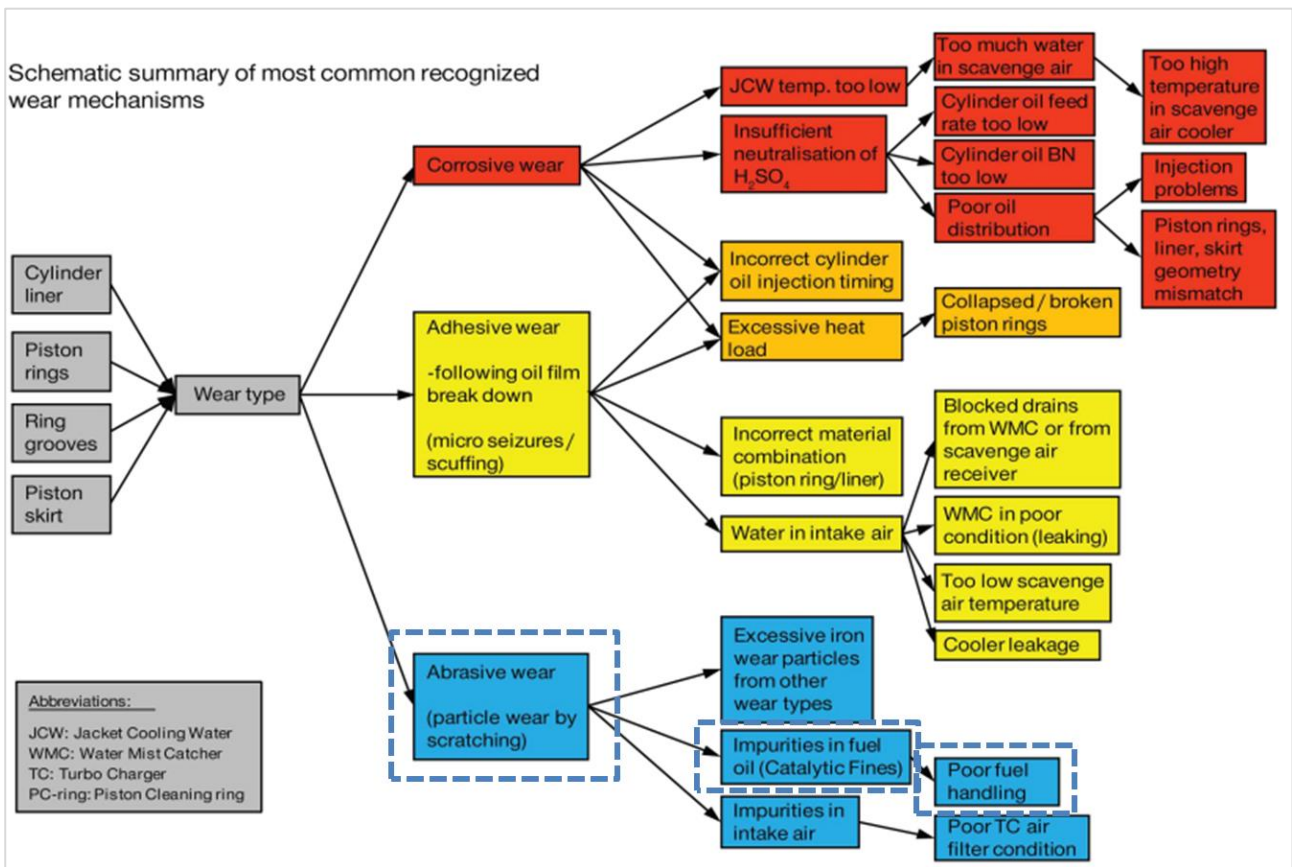 Schematic summary of most common recognized
wear mechanisms
Cylinder
liner
Piston
rings
Ring
grooves
Piston
skirt
Wear type
Corrosive wear
JCW temp. too low
Too much water
in scavenge air
Too high
temperature
in scavenge
air cooler
Insufficient
neutralisation of
H₂SO₄
Cylinder oil feed
rate too low
Cylinder oil BN
too low
Poor oil
distribution
Injection
problems
Piston rings,
liner, skirt
geometry
mismatch
Incorrect cylinder
oil injection timing
Excessive heat
load
Collapsed / broken
piston rings
Adhesive wear
-following oil film
break down
(micro seizures /
scuffing)
Incorrect material
combination
(piston ring/liner)
Water in intake air
Blocked drains
from WMC or from
scavenge air
receiver
WMC in poor
condition (leaking)
Too low scavenge
air temperature
Cooler leakage
Abrasive wear
(particle wear by
scratching)
Excessive iron
wear particles
from other
wear types
Impurities in fuel
oil (Catalytic Fines)
Poor fuel
handling
Impurities in
intake air
Poor TC air
filter condition
Abbreviations:
JCW: Jacket Cooling Water
WMC: Water Mist Catcher
TC: Turbo Charger
PC-ring: Piston Cleaning ring